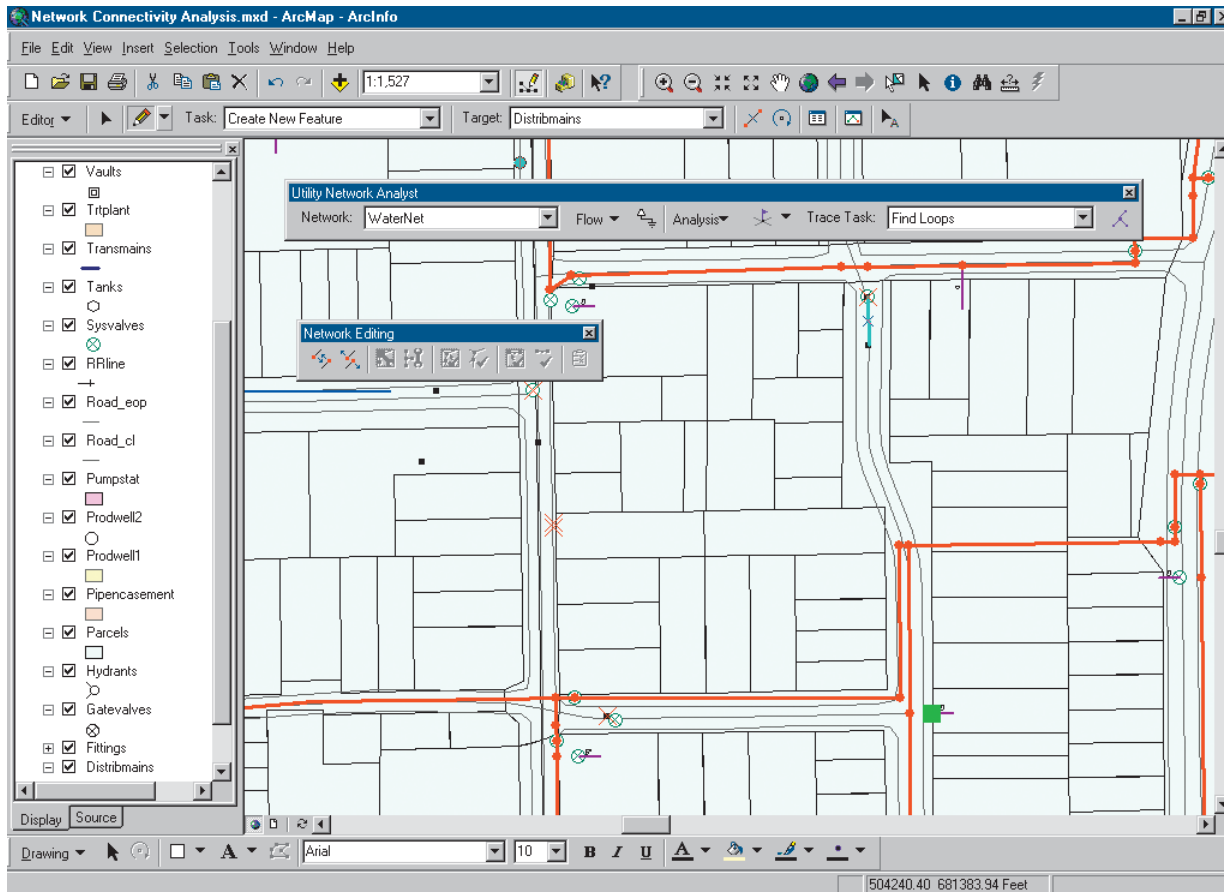 Network Connectivity Analysis.mxd - ArcMap - ArcInfo
File Edit View Insert Selection Tools Window Help
1:1,527
Editor Task: Create New Feature Target: Distribmains
Vaults
Trtplant
Transmains
Tanks
Sysvalves
RRline
Road_eop
Road_cl
Pumpstat
Prodwell2
Prodwell1
Pipencasement
Parcels
Hydrants
Gatevalves
Fittings
Distribmains
Display Source
Utility Network Analyst
Network: WaterNet Flow Analysis Trace Task: Find Loops
Network Editing
Drawing A Arial 10 B I U A
504240.40 681383.94 Feet